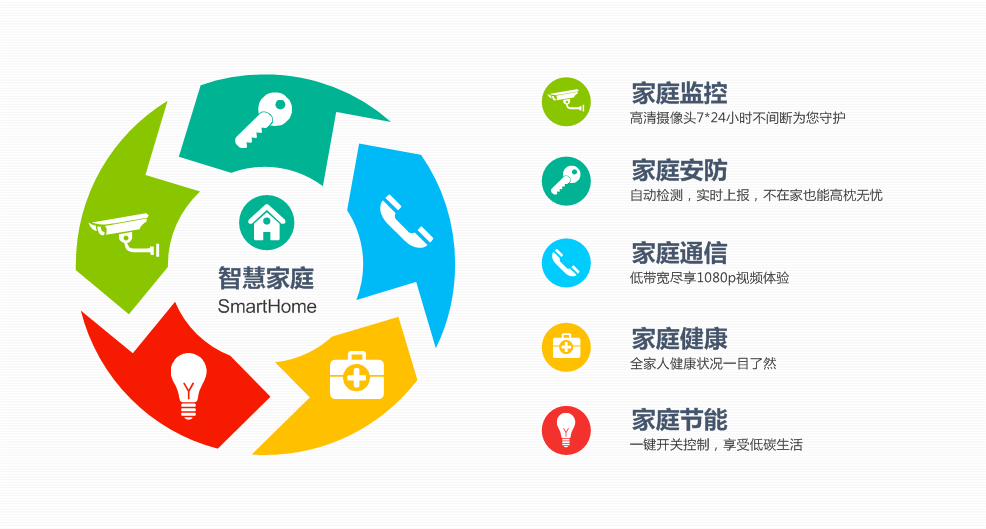 智慧家庭
SmartHome
家庭监控
高清摄像头7*24小时不间断为您守护
家庭安防
自动检测，实时上报，不在家也能高枕无忧
家庭通信
低带宽尽享1080p视频体验
家庭健康
全家人健康状况一目了然
家庭节能
一键开关控制，享受低碳生活